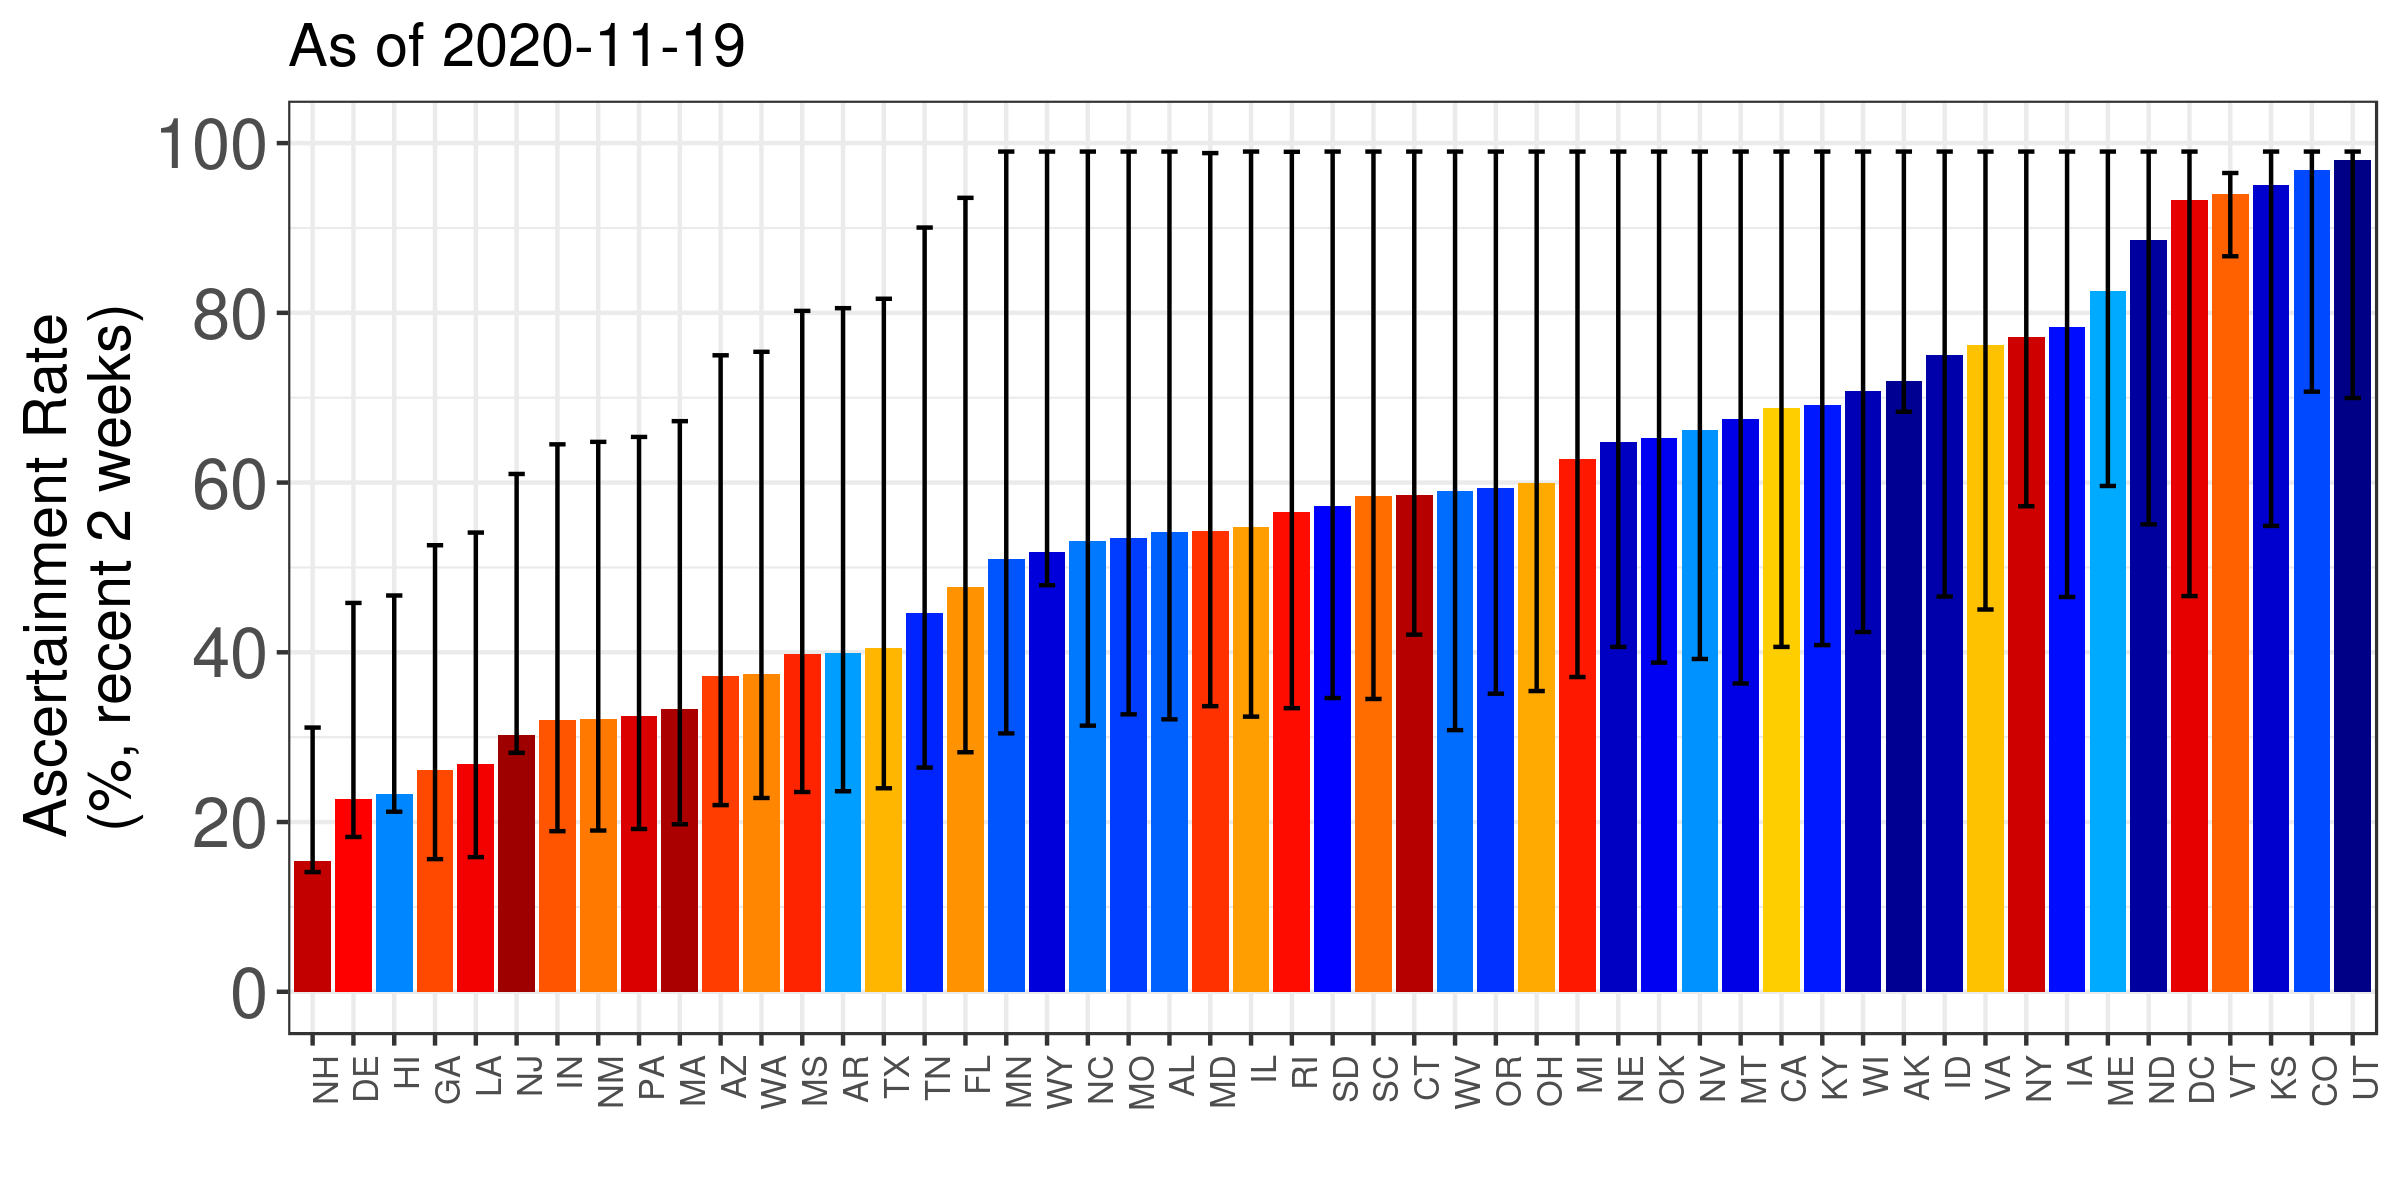 As of 2020-11-19
Ascertainment Rate
(%, recent 2 weeks)
100
80
60
40
20
0
NH DE HI GA LA NJ IN NM PA MA AZ WA MS AR TX TN FL MN WY NC MO AL MD IL RI SD SC CT WV OR OH MI NE OK NV MT CA KY WI AK ID VA NY IA ME ND DC VT KS CO UT